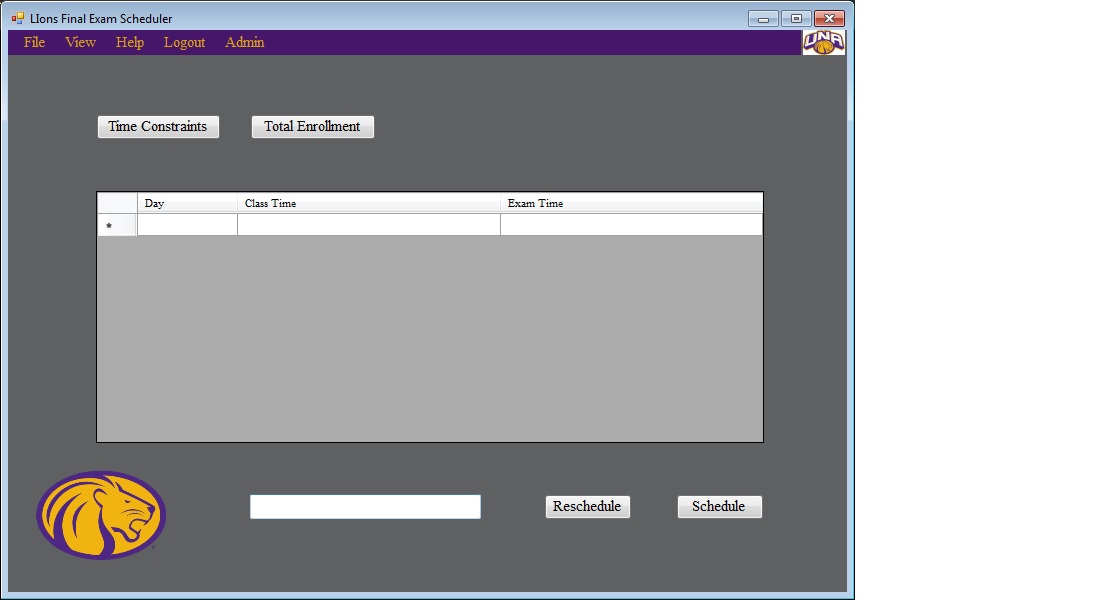 LIons Final Exam Scheduler
File View Help Logout Admin
UNA
Time Constraints Total Enrollment
Day Class Time Exam Time
*
Reschedule Schedule